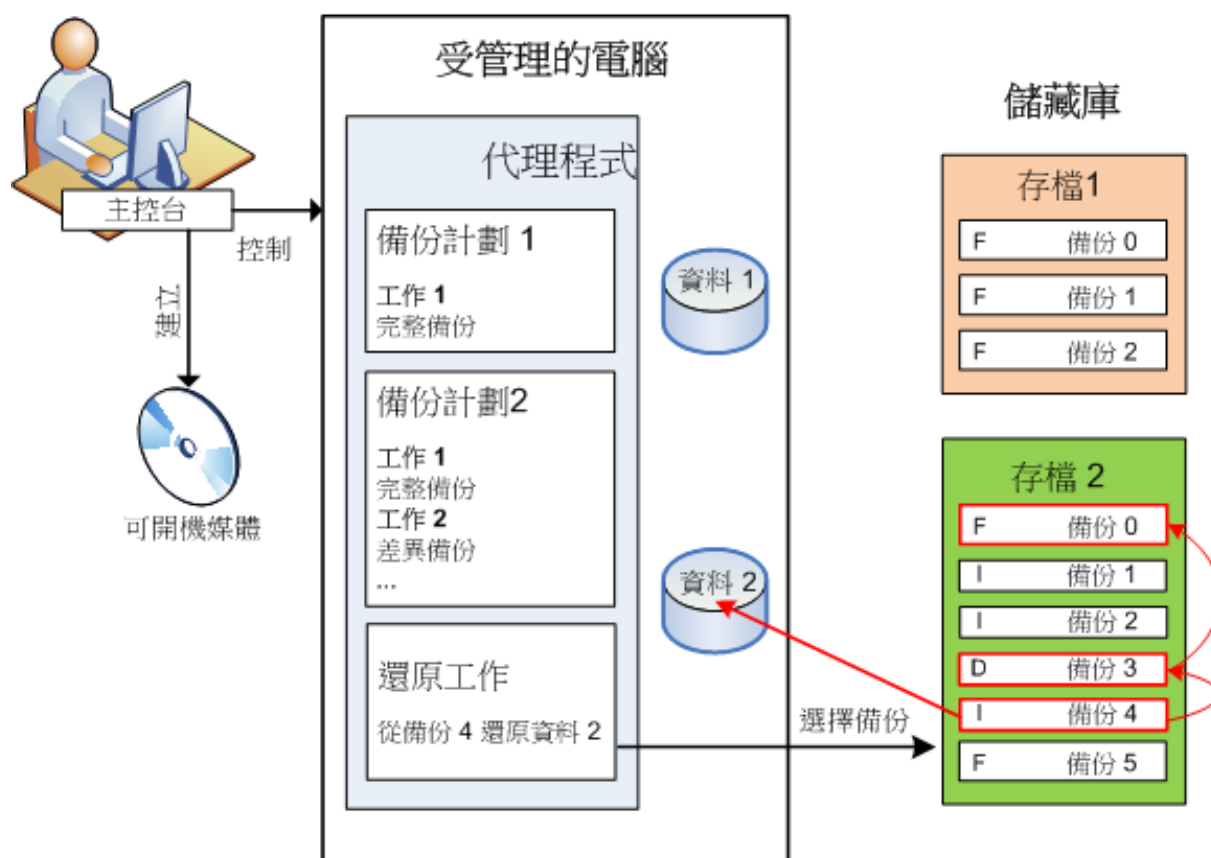 受管理的電腦
儲藏庫
主控台
控制
建立
可開機媒體
代理程式
備份計劃 1
工作 1
完整備份
備份計劃2
工作 1
完整備份
工作 2
差異備份
...
還原工作
從備份 4 還原資料 2
資料 1
資料 2
選擇備份
存檔1
F 備份 0
F 備份 1
F 備份 2
存檔 2
F 備份 0
I 備份 1
I 備份 2
D 備份 3
I 備份 4
F 備份 5